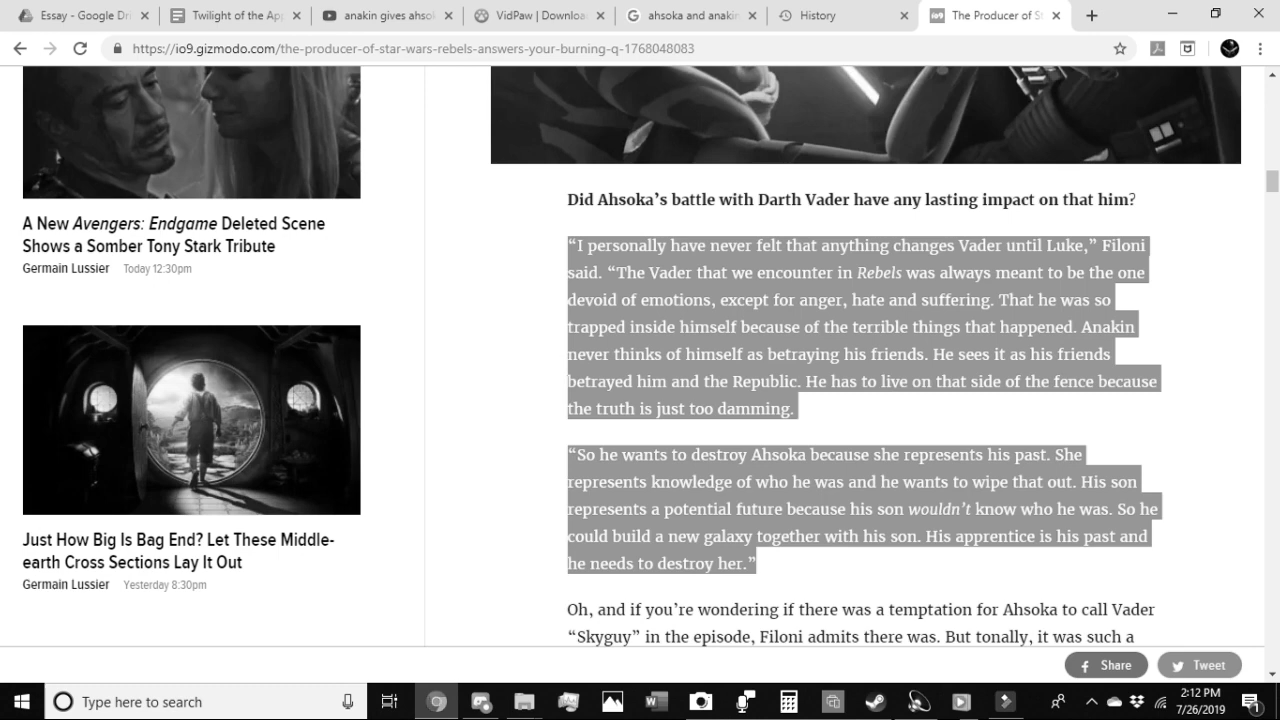 Essay - Google Dri
Twilight of the App
anakin gives ahsok
VidPaw | Downloa
ahsoka and anakin
History
The Producer of St
https://io9.gizmodo.com/the-producer-of-star-wars-rebels-answers-your-burning-q-1768048083
A New Avengers: Endgame Deleted Scene
Shows a Somber Tony Stark Tribute
Germain Lussier Today 12:30pm
Just How Big Is Bag End? Let These Middle-
earth Cross Sections Lay It Out
Germain Lussier Yesterday 8:30pm
Did Ahsoka’s battle with Darth Vader have any lasting impact on that him?
“I personally have never felt that anything changes Vader until Luke,” Filoni
said. “The Vader that we encounter in Rebels was always meant to be the one
devoid of emotions, except for anger, hate and suffering. That he was so
trapped inside himself because of the terrible things that happened. Anakin
never thinks of himself as betraying his friends. He sees it as his friends
betrayed him and the Republic. He has to live on that side of the fence because
the truth is just too damming.
“So he wants to destroy Ahsoka because she represents his past. She
represents knowledge of who he was and he wants to wipe that out. His son
represents a potential future because his son wouldn’t know who he was. So he
could build a new galaxy together with his son. His apprentice is his past and
he needs to destroy her.”
Oh, and if you’re wondering if there was a temptation for Ahsoka to call Vader
“Skyguy” in the episode, Filoni admits there was. But tonally, it was such a
Share
Tweet
Type here to search
2:12 PM
7/26/2019